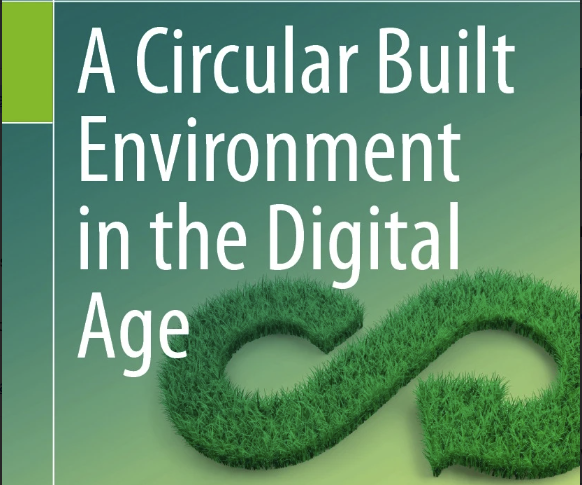 A Circular Built
Environment
in the Digital
Age